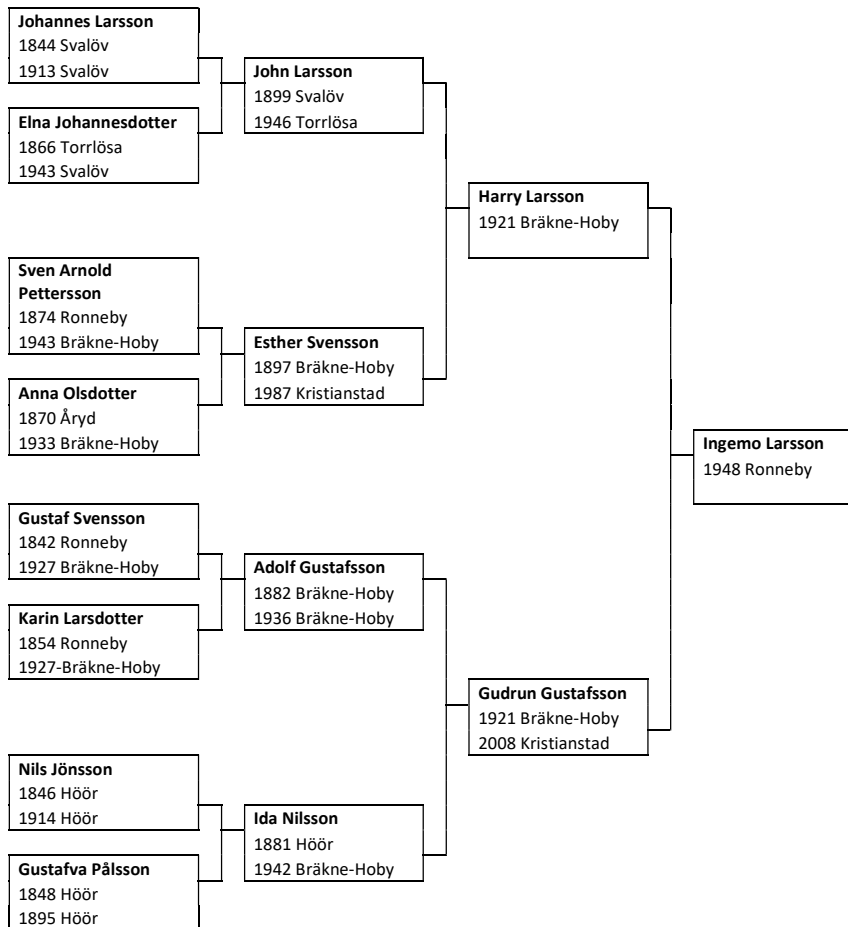 Johannes Larsson
1844 Svalöv
1913 Svalöv
Elna Johannesdotter
1866 Torrlösa
1943 Svalöv
Sven Arnold
Pettersson
1874 Ronneby
1943 Bräkne-Hoby
Anna Olsdotter
1870 Åryd
1933 Bräkne-Hoby
Gustaf Svensson
1842 Ronneby
1927 Bräkne-Hoby
Karin Larsdotter
1854 Ronneby
1927-Bräkne-Hoby
Nils Jönsson
1846 Höör
1914 Höör
Gustafva Pålsson
1848 Höör
1895 Höör
John Larsson
1899 Svalöv
1946 Torrlösa
Esther Svensson
1897 Bräkne-Hoby
1987 Kristianstad
Adolf Gustafsson
1882 Bräkne-Hoby
1936 Bräkne-Hoby
Ida Nilsson
1881 Höör
1942 Bräkne-Hoby
Harry Larsson
1921 Bräkne-Hoby
Gudrun Gustafsson
1921 Bräkne-Hoby
2008 Kristianstad
Ingemo Larsson
1948 Ronneby